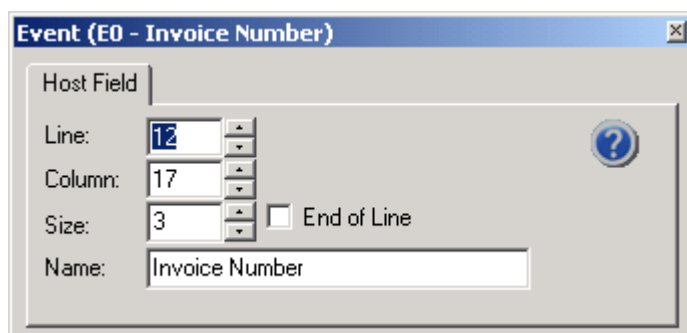 Event (E0 - Invoice Number)
Host Field
Line: 12
Column: 17
Size: 3 End of Line
Name: Invoice Number